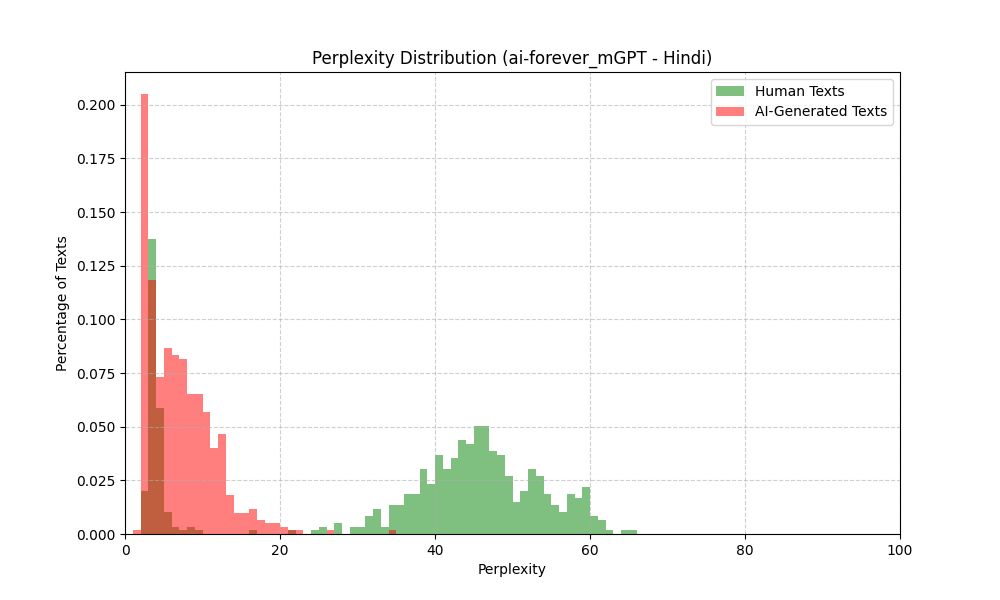 Perplexity Distribution (ai-forever_mGPT - Hindi)
Human Texts
AI-Generated Texts
Percentage of Texts
0.200
0.175
0.150
0.125
0.100
0.075
0.050
0.025
0.000
0 20 40 60 80 100
Perplexity